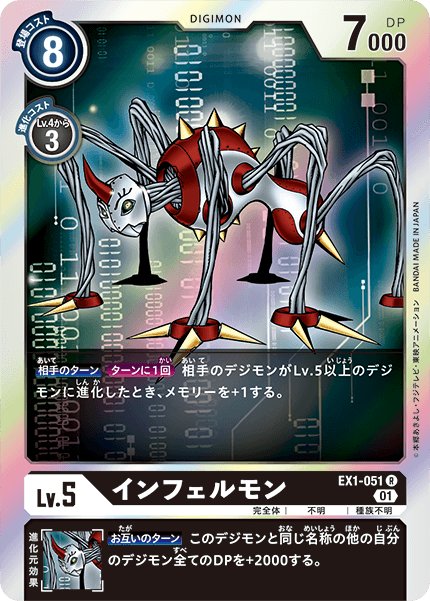 登場コスト
8
DIGIMON
7000
DP
進化コスト
Lv.4から
3
相手のターン ターンに1回 相手のデジモンがLv.5以上のデジ
モンに進化したとき、メモリーを+1する。
©本郷あきよし・フジテレビ・東映アニメーション BANDAI MADE IN JAPAN
Lv.5
インフェルモン
EX1-051 R
01
完全体 不明 種族不明
進化元効果
お互いのターン このデジモンと同じ名称の他の自分
のデジモン全てのDPを+2000する。